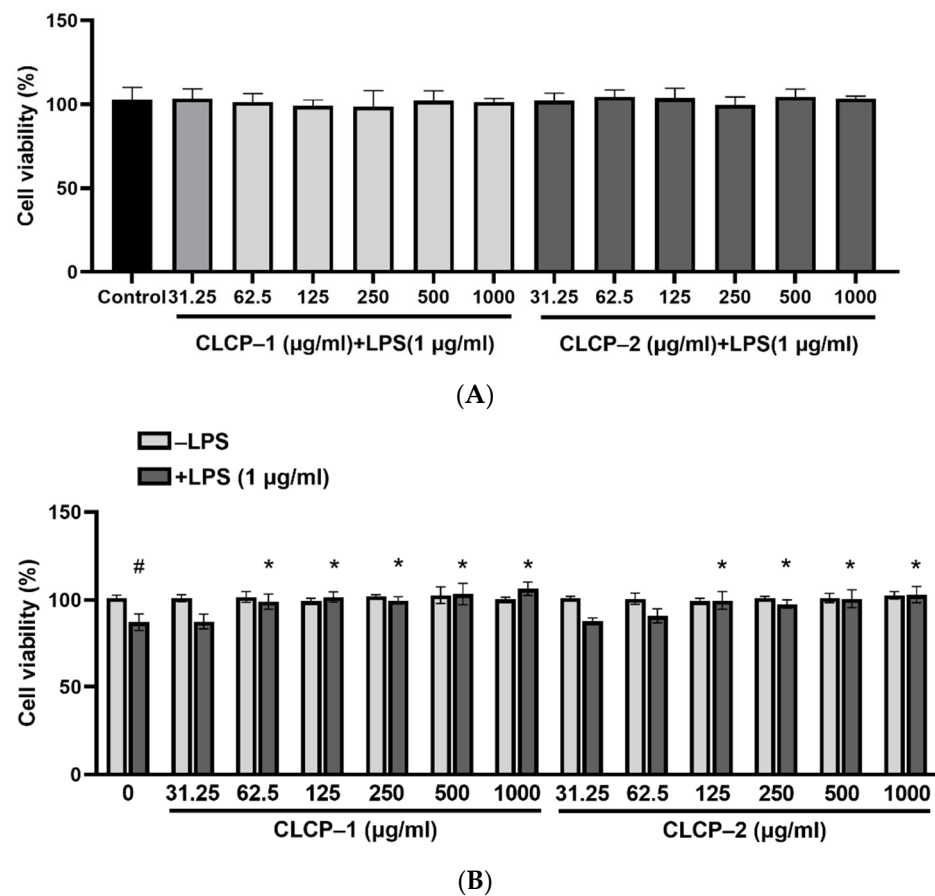 150
100
50
0
Cell viability (%)
Control 31.25 62.5 125 250 500 1000 31.25 62.5 125 250 500 1000
CLCP–1 (µg/ml)+LPS(1 µg/ml) CLCP–2 (µg/ml)+LPS(1 µg/ml)
(A)
–LPS
+LPS (1 µg/ml)
150
100
50
0
Cell viability (%)
# * * * * * * * * *
0 31.25 62.5 125 250 500 1000 31.25 62.5 125 250 500 1000
CLCP–1 (µg/ml) CLCP–2 (µg/ml)
(B)